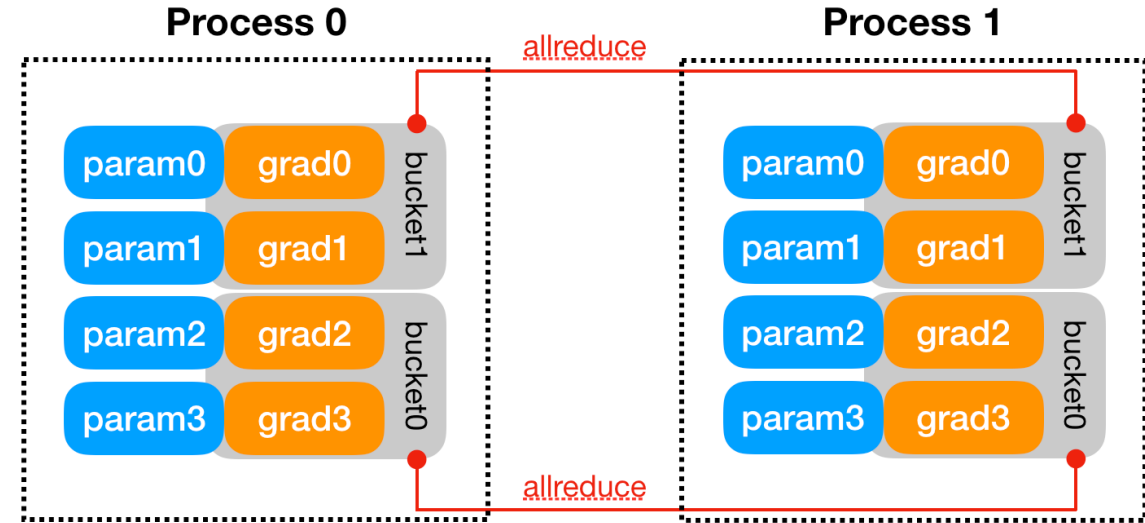 Process 0
Process 1
allreduce
param0 grad0
param1 grad1
bucket1
param2 grad2
param3 grad3
bucket0
param0 grad0
param1 grad1
bucket1
param2 grad2
param3 grad3
bucket0
allreduce